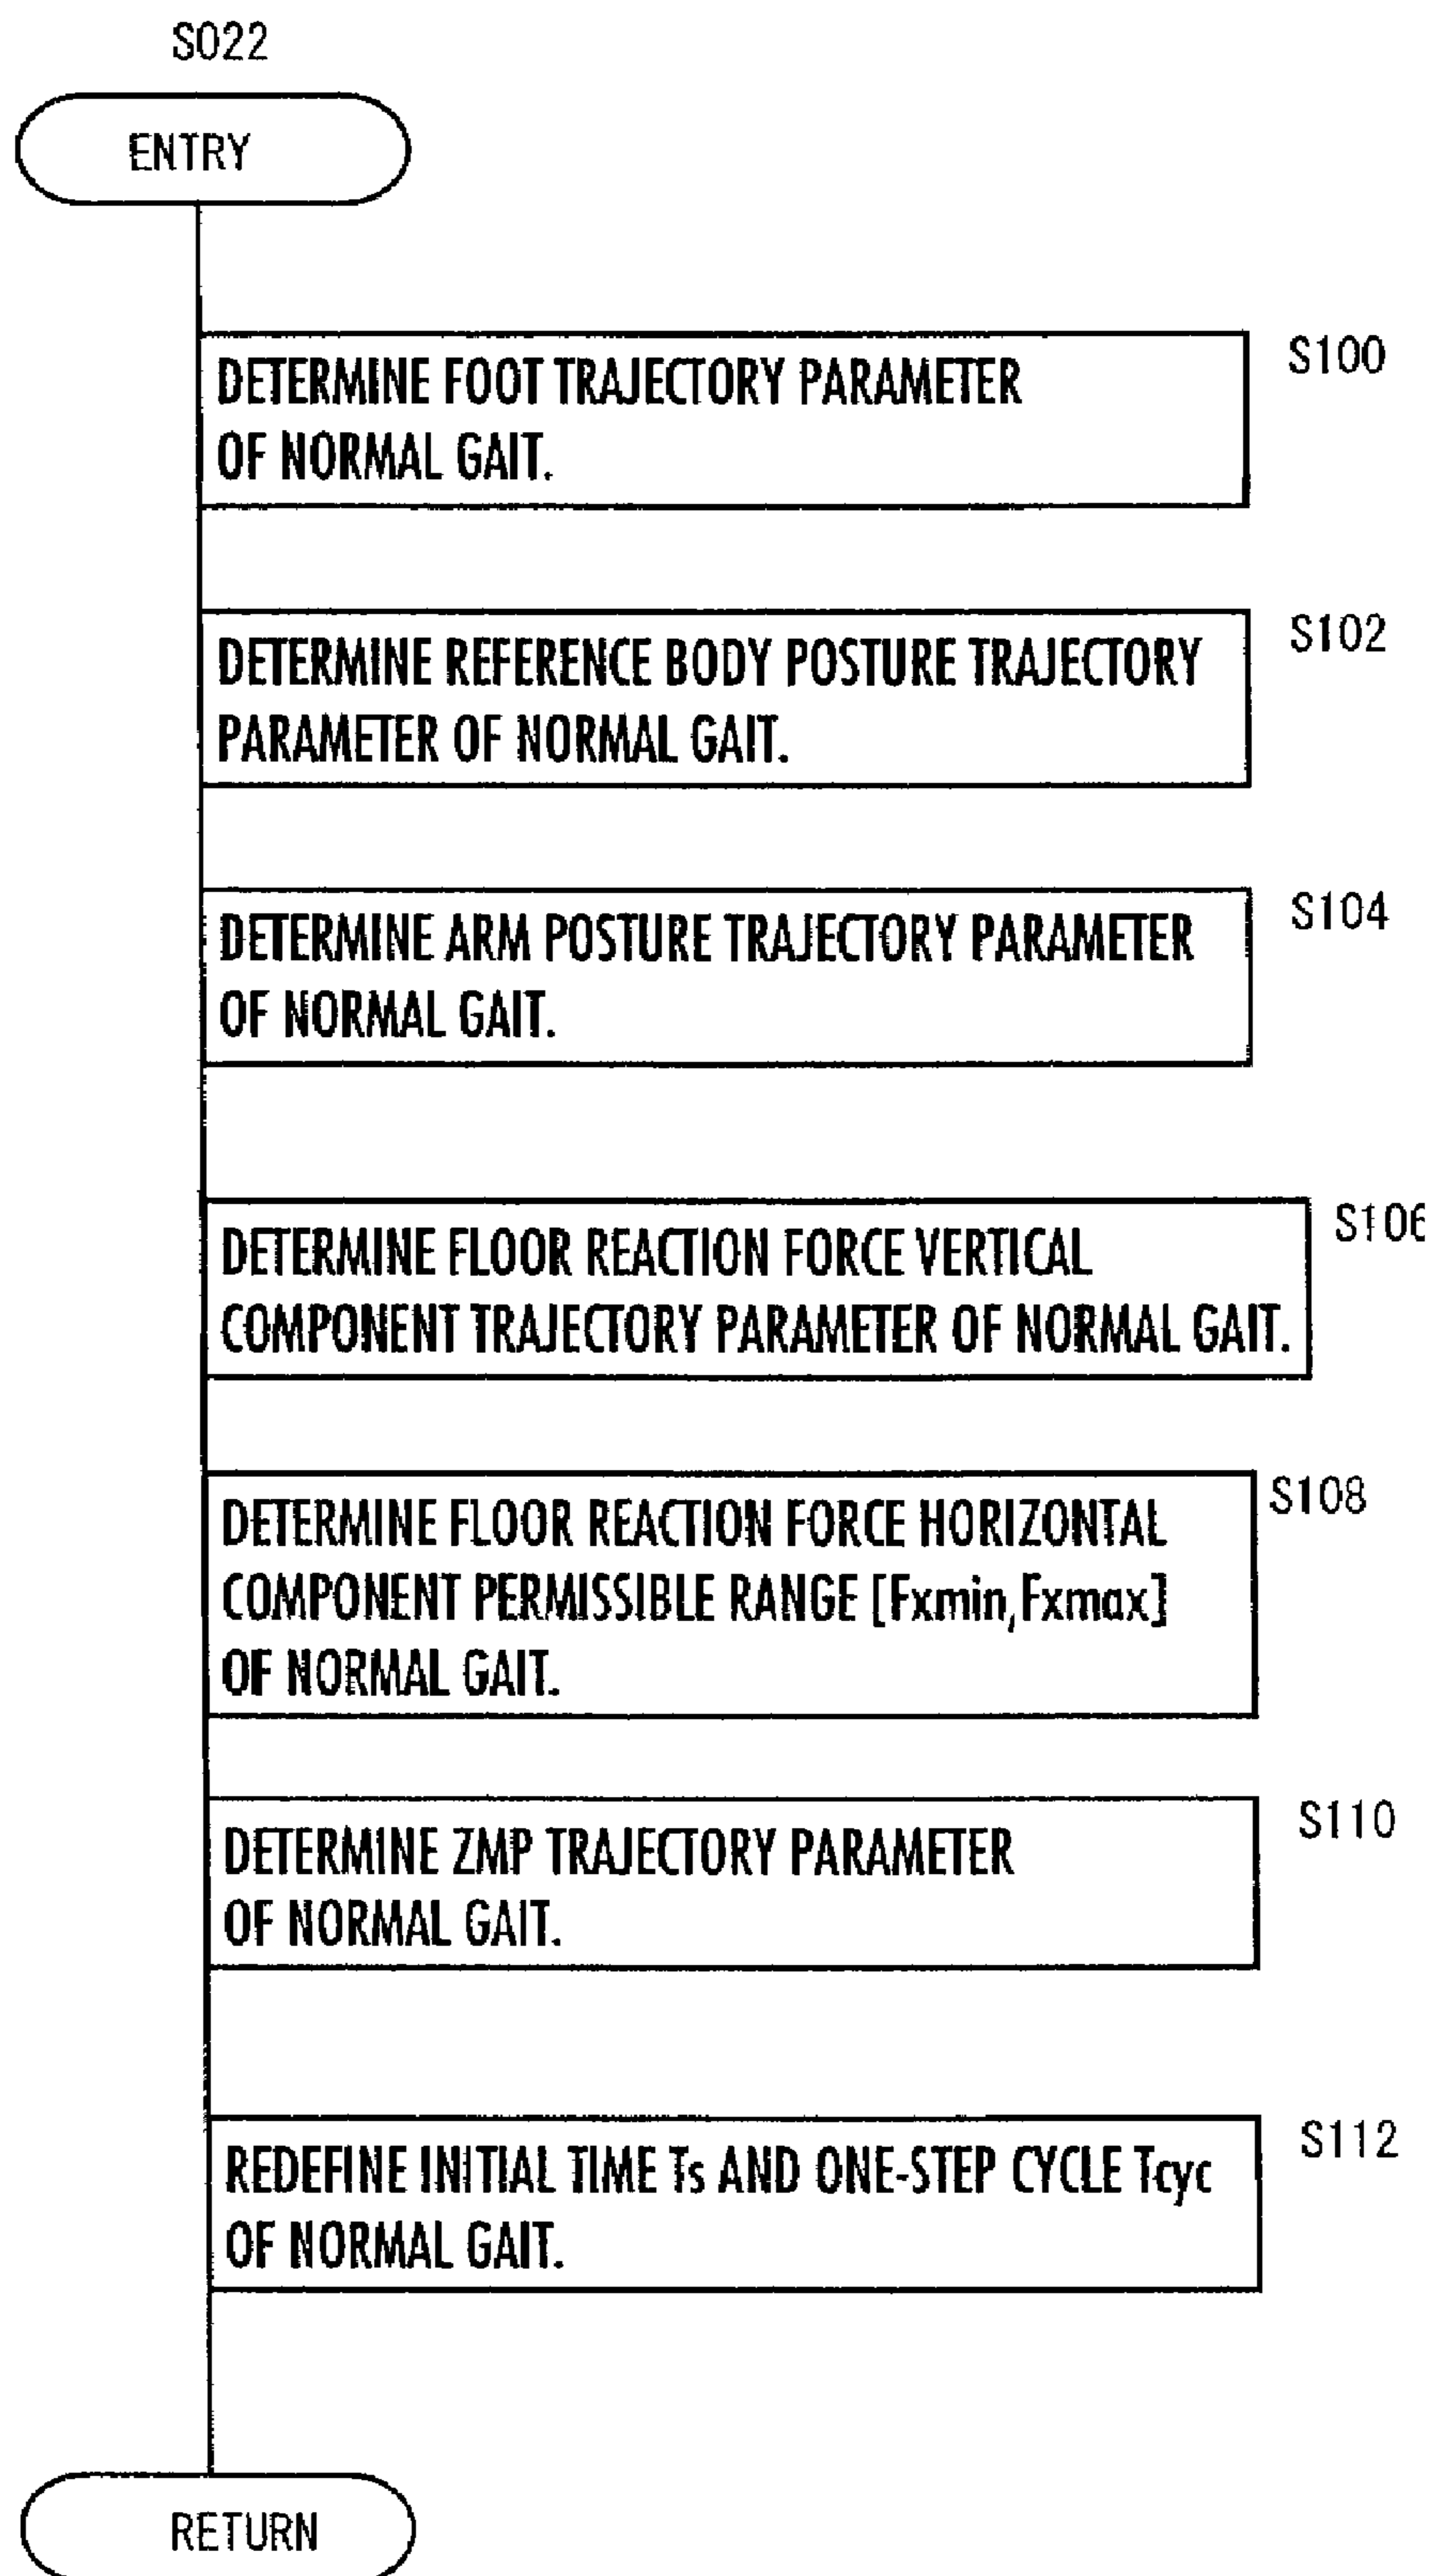 S022
ENTRY
DETERMINE FOOT TRAJECTORY PARAMETER
OF NORMAL GAIT.
S100
DETERMINE REFERENCE BODY POSTURE TRAJECTORY
PARAMETER OF NORMAL GAIT.
S102
DETERMINE ARM POSTURE TRAJECTORY PARAMETER
OF NORMAL GAIT.
S104
DETERMINE FLOOR REACTION FORCE VERTICAL
COMPONENT TRAJECTORY PARAMETER OF NORMAL GAIT.
S106
DETERMINE FLOOR REACTION FORCE HORIZONTAL
COMPONENT PERMISSIBLE RANGE [Fxmin,Fxmax]
OF NORMAL GAIT.
S108
DETERMINE ZMP TRAJECTORY PARAMETER
OF NORMAL GAIT.
S110
REDEFINE INITIAL TIME Ts AND ONE-STEP CYCLE Tcyc
OF NORMAL GAIT.
S112
RETURN